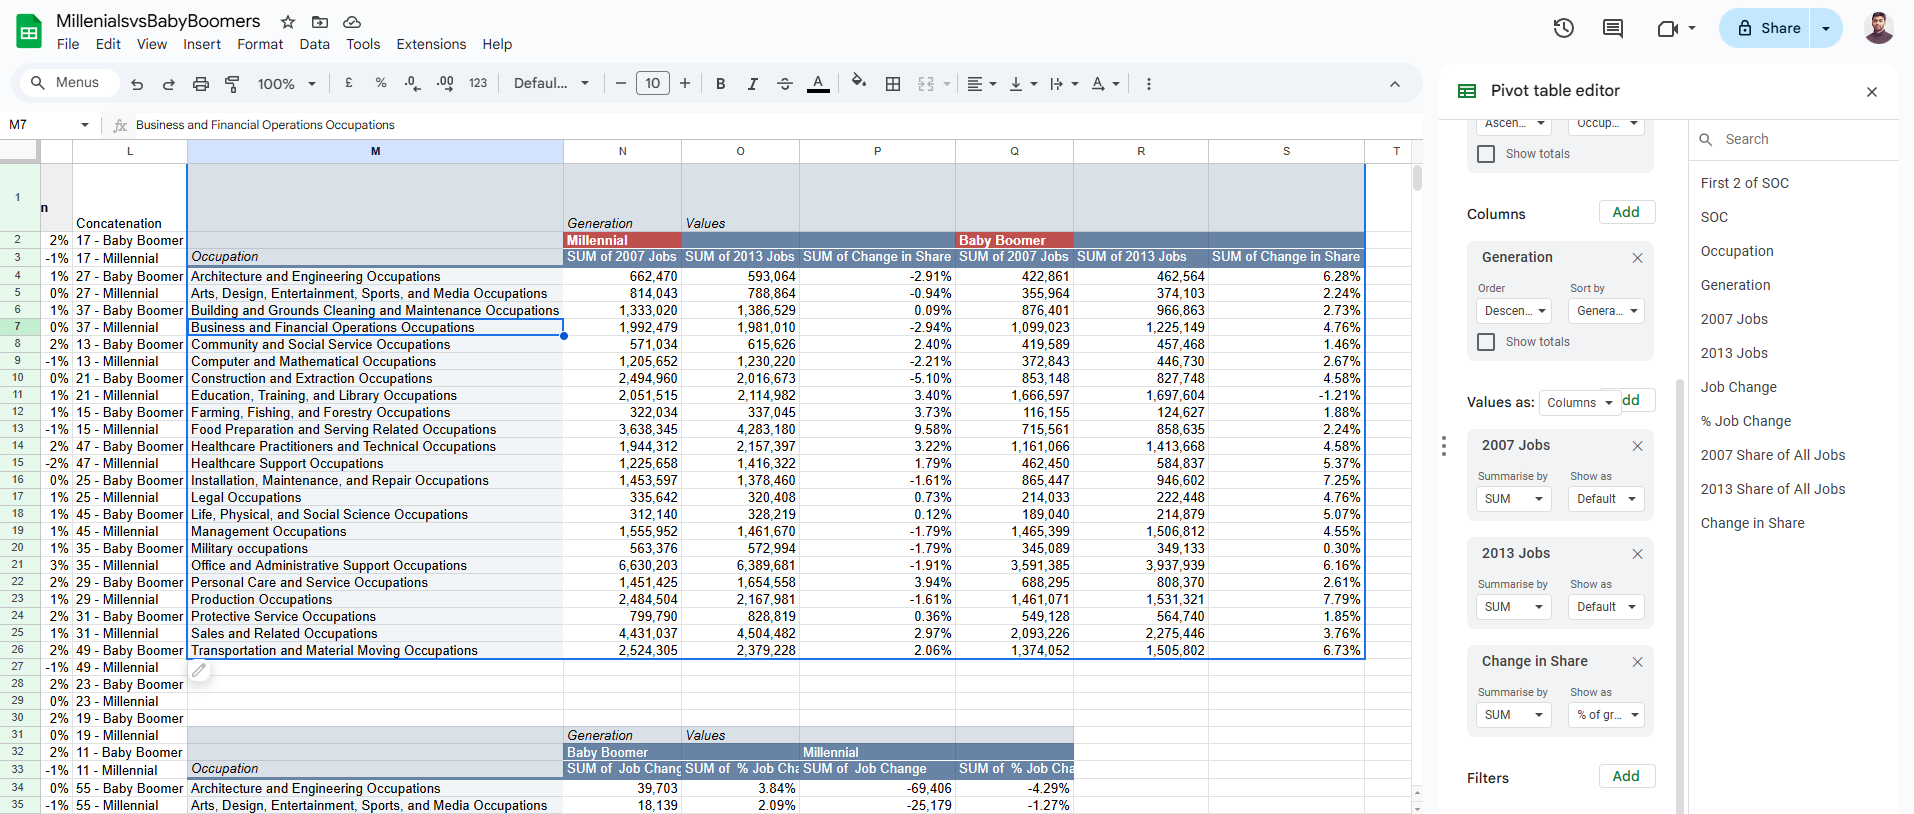 MillenialsvsBabyBoomers
File Edit View Insert Format Data Tools Extensions Help
Share
Menus 100% £ % .0 .00 123 Defaul... 10 B I A
Pivot table editor
M7 Business and Financial Operations Occupations
L M N O P Q R S T
1 n Concatenation Generation Values
2 2% 17 - Baby Boomer Millennial Baby Boomer
3 -1% 17 - Millennial Occupation SUM of 2007 Jobs SUM of 2013 Jobs SUM of Change in Share SUM of 2007 Jobs SUM of 2013 Jobs SUM of Change in Share
4 1% 27 - Baby Boomer Architecture and Engineering Occupations 662,470 593,064 -2.91% 422,861 462,564 6.28%
5 0% 27 - Millennial Arts, Design, Entertainment, Sports, and Media Occupations 814,043 788,864 -0.94% 355,964 374,103 2.24%
6 1% 37 - Baby Boomer Building and Grounds Cleaning and Maintenance Occupations 1,333,020 1,386,529 0.09% 876,401 966,863 2.73%
7 0% 37 - Millennial Business and Financial Operations Occupations 1,992,479 1,981,010 -2.94% 1,099,023 1,225,149 4.76%
8 2% 13 - Baby Boomer Community and Social Service Occupations 571,034 615,626 2.40% 419,589 457,468 1.46%
9 -1% 13 - Millennial Computer and Mathematical Occupations 1,205,652 1,230,220 -2.21% 372,843 446,730 2.67%
10 0% 21 - Baby Boomer Construction and Extraction Occupations 2,494,960 2,016,673 -5.10% 853,148 827,748 4.58%
11 1% 21 - Millennial Education, Training, and Library Occupations 2,051,515 2,114,982 3.40% 1,666,597 1,697,604 -1.21%
12 1% 15 - Baby Boomer Farming, Fishing, and Forestry Occupations 322,034 337,045 3.73% 116,155 124,627 1.88%
13 -1% 15 - Millennial Food Preparation and Serving Related Occupations 3,638,345 4,283,180 9.58% 715,561 858,635 2.24%
14 2% 47 - Baby Boomer Healthcare Practitioners and Technical Occupations 1,944,312 2,157,397 3.22% 1,161,066 1,413,668 4.58%
15 -2% 47 - Millennial Healthcare Support Occupations 1,225,658 1,416,322 1.79% 462,450 584,837 5.37%
16 0% 25 - Baby Boomer Installation, Maintenance, and Repair Occupations 1,453,597 1,378,460 -1.61% 865,447 946,602 7.25%
17 1% 25 - Millennial Legal Occupations 335,642 320,408 0.73% 214,033 222,448 4.76%
18 1% 45 - Baby Boomer Life, Physical, and Social Science Occupations 312,140 328,219 0.12% 189,040 214,879 5.07%
19 1% 45 - Millennial Management Occupations 1,555,952 1,461,670 -1.79% 1,465,399 1,506,812 4.55%
20 1% 35 - Baby Boomer Military occupations 563,376 572,994 -1.79% 345,089 349,133 0.30%
21 3% 35 - Millennial Office and Administrative Support Occupations 6,630,203 6,389,681 -1.91% 3,591,385 3,937,939 6.16%
22 2% 29 - Baby Boomer Personal Care and Service Occupations 1,451,425 1,654,558 3.94% 688,295 808,370 2.61%
23 1% 29 - Millennial Production Occupations 2,484,504 2,167,981 -1.61% 1,461,071 1,531,321 7.79%
24 2% 31 - Baby Boomer Protective Service Occupations 799,790 828,819 0.36% 549,128 564,740 1.85%
25 1% 31 - Millennial Sales and Related Occupations 4,431,037 4,504,482 2.97% 2,093,226 2,275,446 3.76%
26 2% 49 - Baby Boomer Transportation and Material Moving Occupations 2,524,305 2,379,228 2.06% 1,374,052 1,505,802 6.73%
27 -1% 49 - Millennial
28 2% 23 - Baby Boomer
29 0% 23 - Millennial
30 2% 19 - Baby Boomer
31 0% 19 - Millennial Generation Values
32 2% 11 - Baby Boomer Baby Boomer Millennial
33 -1% 11 - Millennial Occupation SUM of Job Chang SUM of % Job Cha SUM of Job Change SUM of % Job Cha
34 0% 55 - Baby Boomer Architecture and Engineering Occupations 39,703 3.84% -69,406 -4.29%
35 -1% 55 - Millennial Arts, Design, Entertainment, Sports, and Media Occupations 18,139 2.09% -25,179 -1.27%
Ascen... Occup...
Show totals
Columns Add
Generation
Order Sort by
Descen... Genera...
Show totals
Values as: Columns dd
2007 Jobs
Summarise by Show as
SUM Default
2013 Jobs
Summarise by Show as
SUM Default
Change in Share
Summarise by Show as
SUM % of gr...
Filters Add
Search
First 2 of SOC
SOC
Occupation
Generation
2007 Jobs
2013 Jobs
Job Change
% Job Change
2007 Share of All Jobs
2013 Share of All Jobs
Change in Share